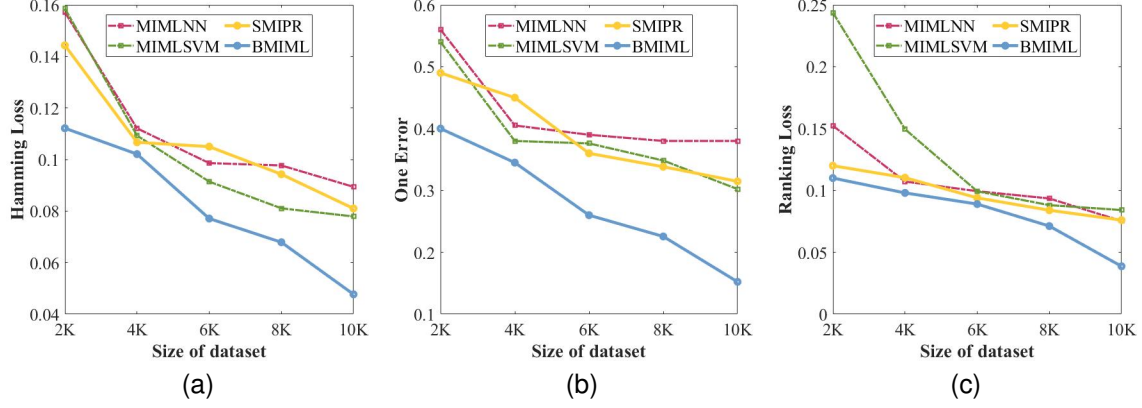 0.16
0.14
0.12
0.1
0.08
0.06
0.04
Hamming Loss
MIMLNN SMIPR
MIMLSVM BMIML
2K 4K 6K 8K 10K
Size of dataset
(a)
0.6
0.5
0.4
0.3
0.2
0.1
One Error
MIMLNN SMIPR
MIMLSVM BMIML
2K 4K 6K 8K 10K
Size of dataset
(b)
0.25
0.2
0.15
0.1
0.05
0
Ranking Loss
MIMLNN SMIPR
MIMLSVM BMIML
2K 4K 6K 8K 10K
Size of dataset
(c)